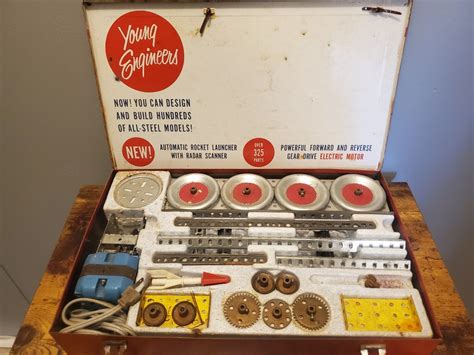 Young
Engineers
NOW! YOU CAN DESIGN
AND BUILD HUNDREDS
OF ALL-STEEL MODELS!
NEW!
AUTOMATIC ROCKET LAUNCHER
WITH RADAR SCANNER
OVER
325
PARTS
POWERFUL FORWARD AND REVERSE
GEAR DRIVE ELECTRIC MOTOR